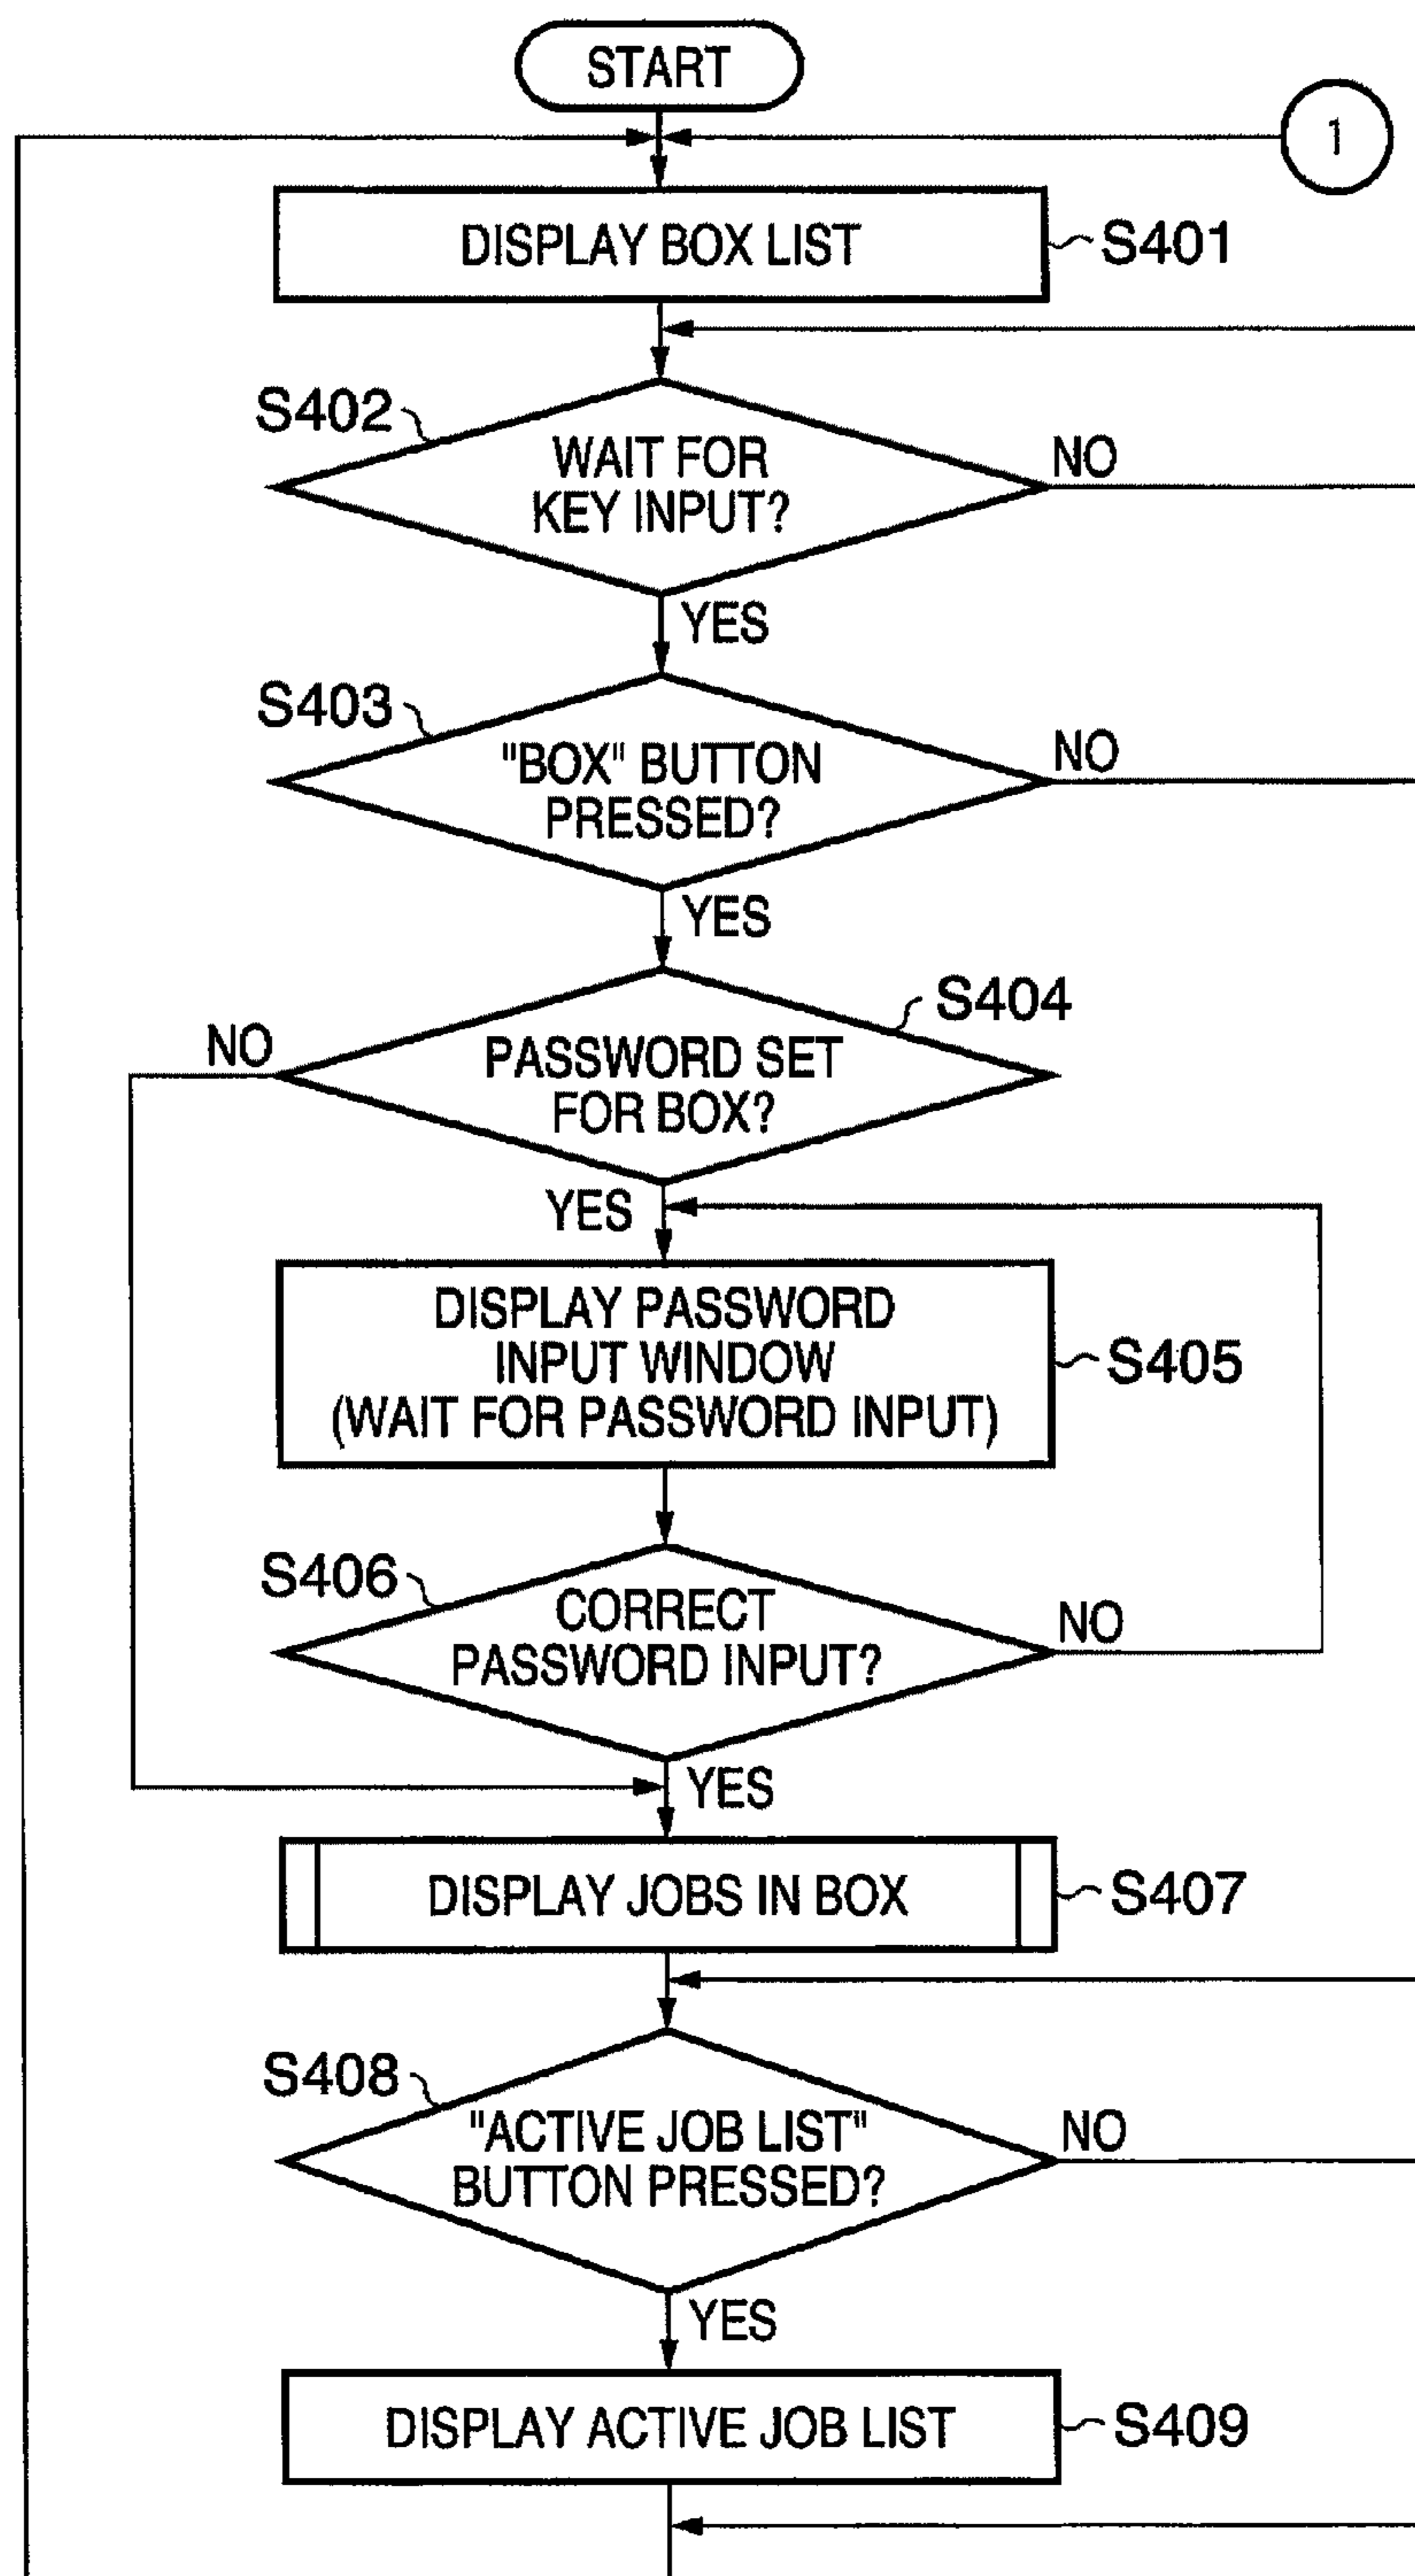 START
1
DISPLAY BOX LIST
S401
S402
WAIT FOR
KEY INPUT?
NO
YES
S403
"BOX" BUTTON
PRESSED?
NO
YES
S404
NO
PASSWORD SET
FOR BOX?
YES
DISPLAY PASSWORD
INPUT WINDOW
(WAIT FOR PASSWORD INPUT)
S405
S406
CORRECT
PASSWORD INPUT?
NO
YES
DISPLAY JOBS IN BOX
S407
S408
"ACTIVE JOB LIST"
BUTTON PRESSED?
NO
YES
DISPLAY ACTIVE JOB LIST
S409